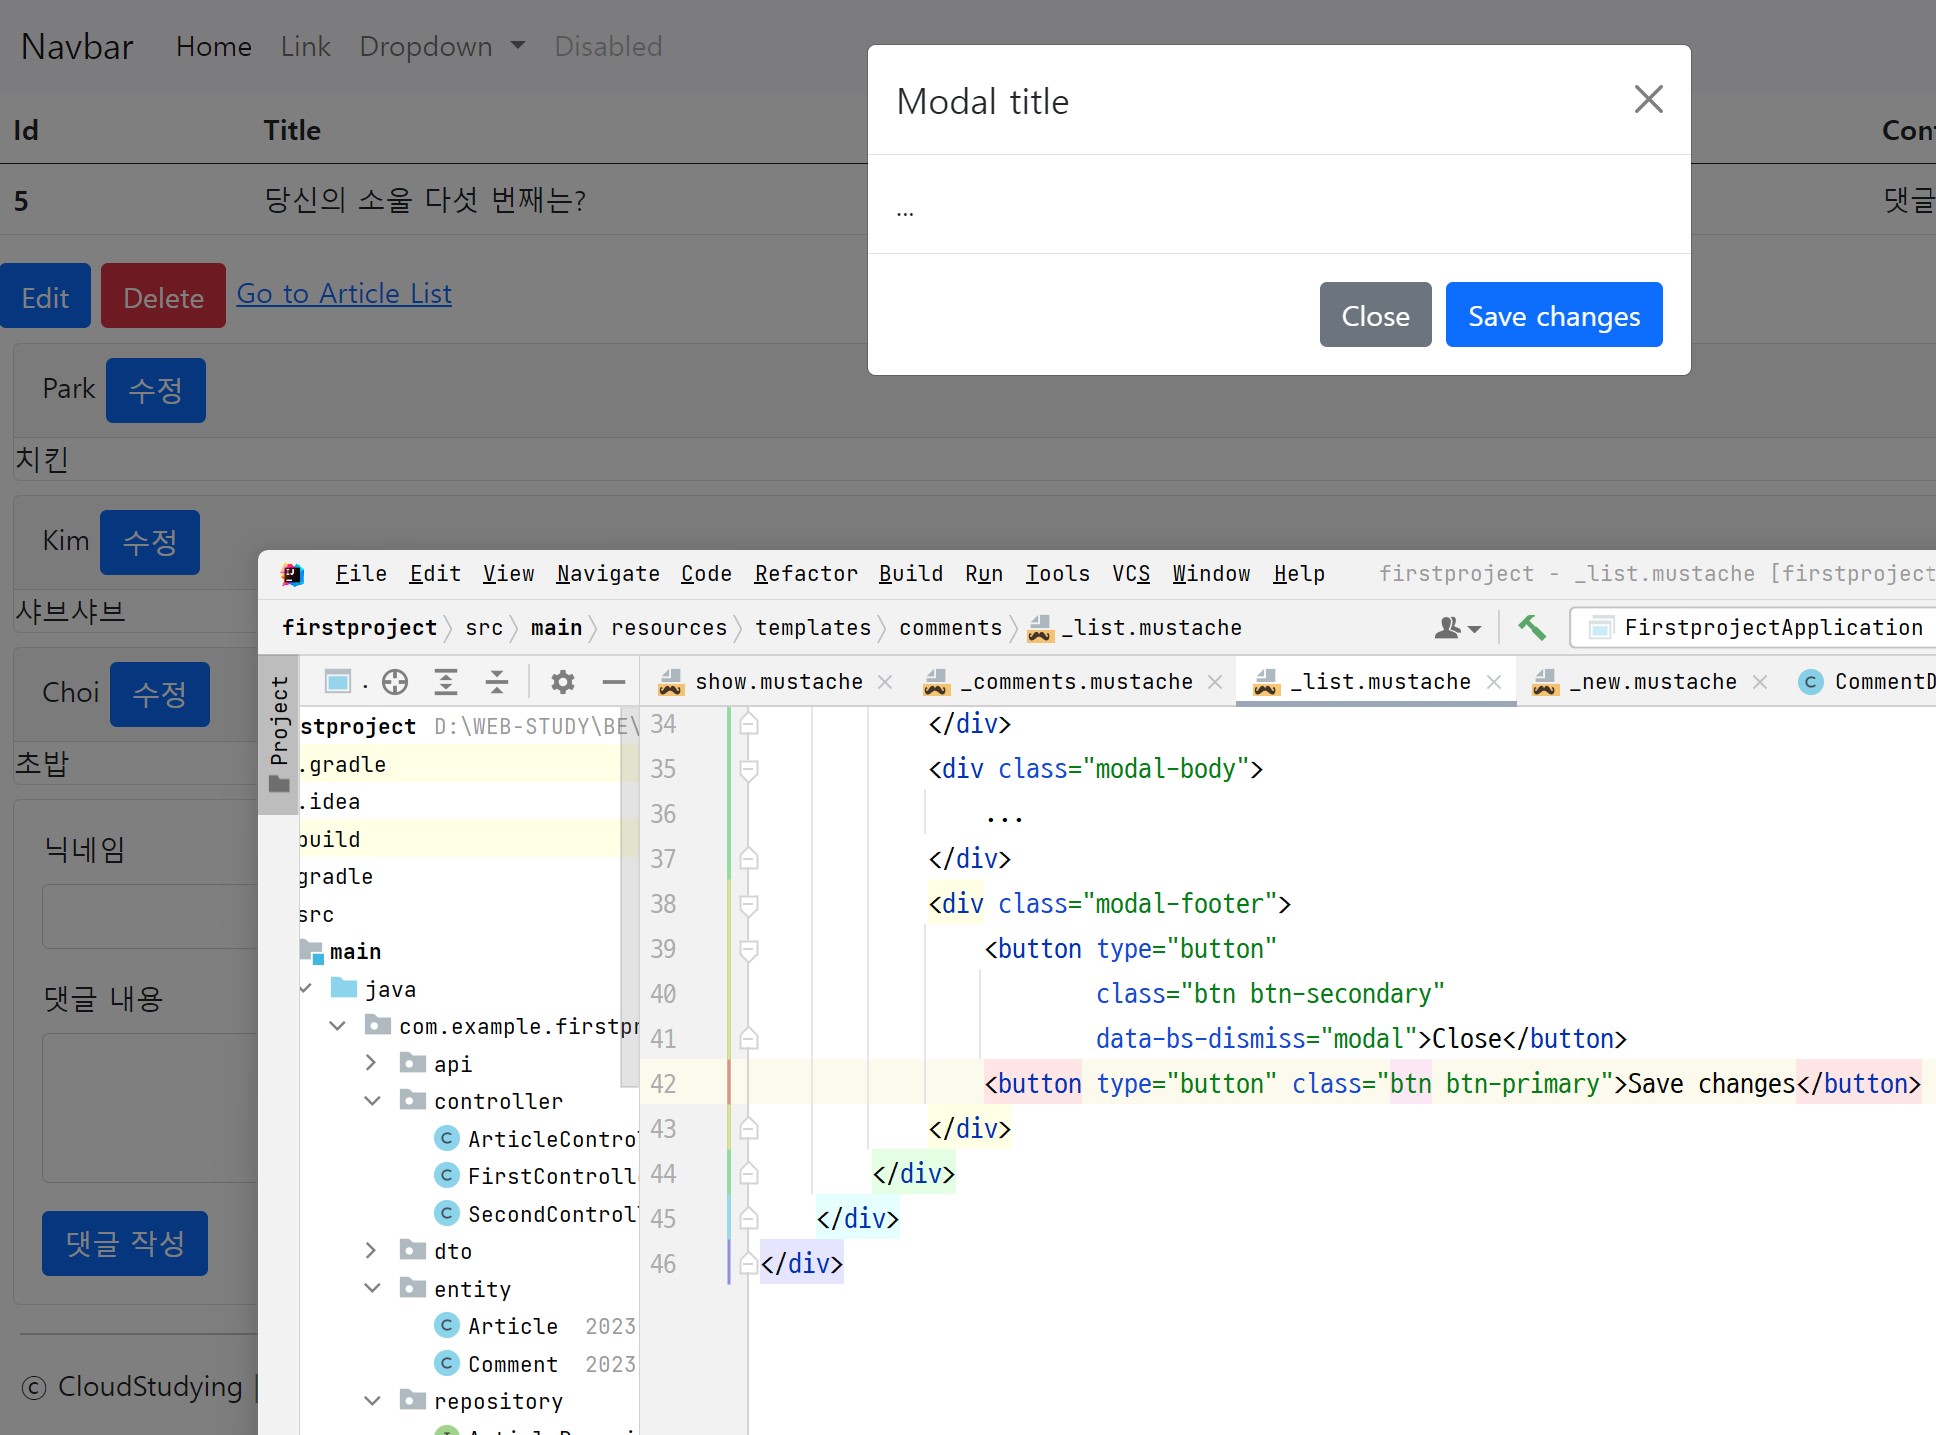 Navbar Home Link Dropdown Disabled
Modal title
Id Title
5 당신의 소울 다섯 번째는? 댓글
...
Close Save changes
Edit Delete Go to Article List
Park 수정
치킨
Kim 수정
샤브샤브
Choi 수정
초밥
닉네임
댓글 내용
댓글 작성
ⓒ CloudStudying |
File Edit View Navigate Code Refactor Build Run Tools VCS Window Help firstproject - _list.mustache [firstproject
firstproject src main resources templates comments _list.mustache FirstprojectApplication
Project
show.mustache _comments.mustache _list.mustache _new.mustache
stproject D:\WEB-STUDY\BE\
.gradle
.idea
build
gradle
src
main
java
com.example.firstpr
api
controller
ArticleContro
FirstControll
SecondControl
dto
entity
Article 2023
Comment 2023
repository
34 </div>
35 <div class="modal-body">
36 ...
37 </div>
38 <div class="modal-footer">
39 <button type="button"
40 class="btn btn-secondary"
41 data-bs-dismiss="modal">Close</button>
42 <button type="button" class="btn btn-primary">Save changes</button>
43 </div>
44 </div>
45 </div>
46 </div>